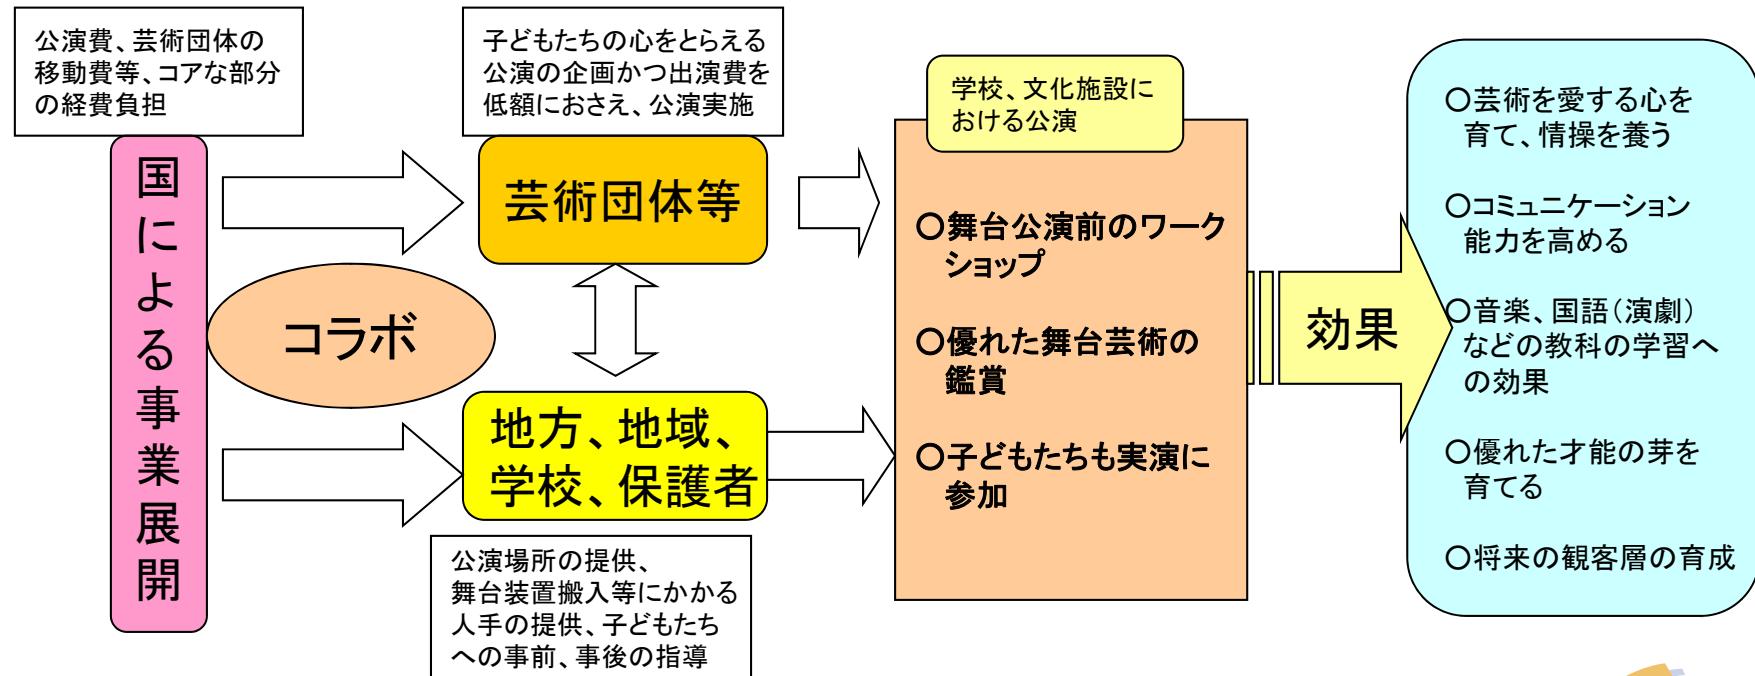 公演費、芸術団体の
移動費等、コアな部分
の経費負担
国による事業展開
コラボ
子どもたちの心をとらえる
公演の企画かつ出演費を
低額におさえ、公演実施
芸術団体等
地方、地域、
学校、保護者
公演場所の提供、
舞台装置搬入等にかかる
人手の提供、子どもたち
への事前、事後の指導
学校、文化施設に
おける公演
○舞台公演前のワーク
ショップ
○優れた舞台芸術の
鑑賞
○子どもたちも実演に
参加
効果
○芸術を愛する心を
育て、情操を養う
○コミュニケーション
能力を高める
○音楽、国語(演劇)
などの教科の学習へ
の効果
○優れた才能の芽を
育てる
○将来の観客層の育成